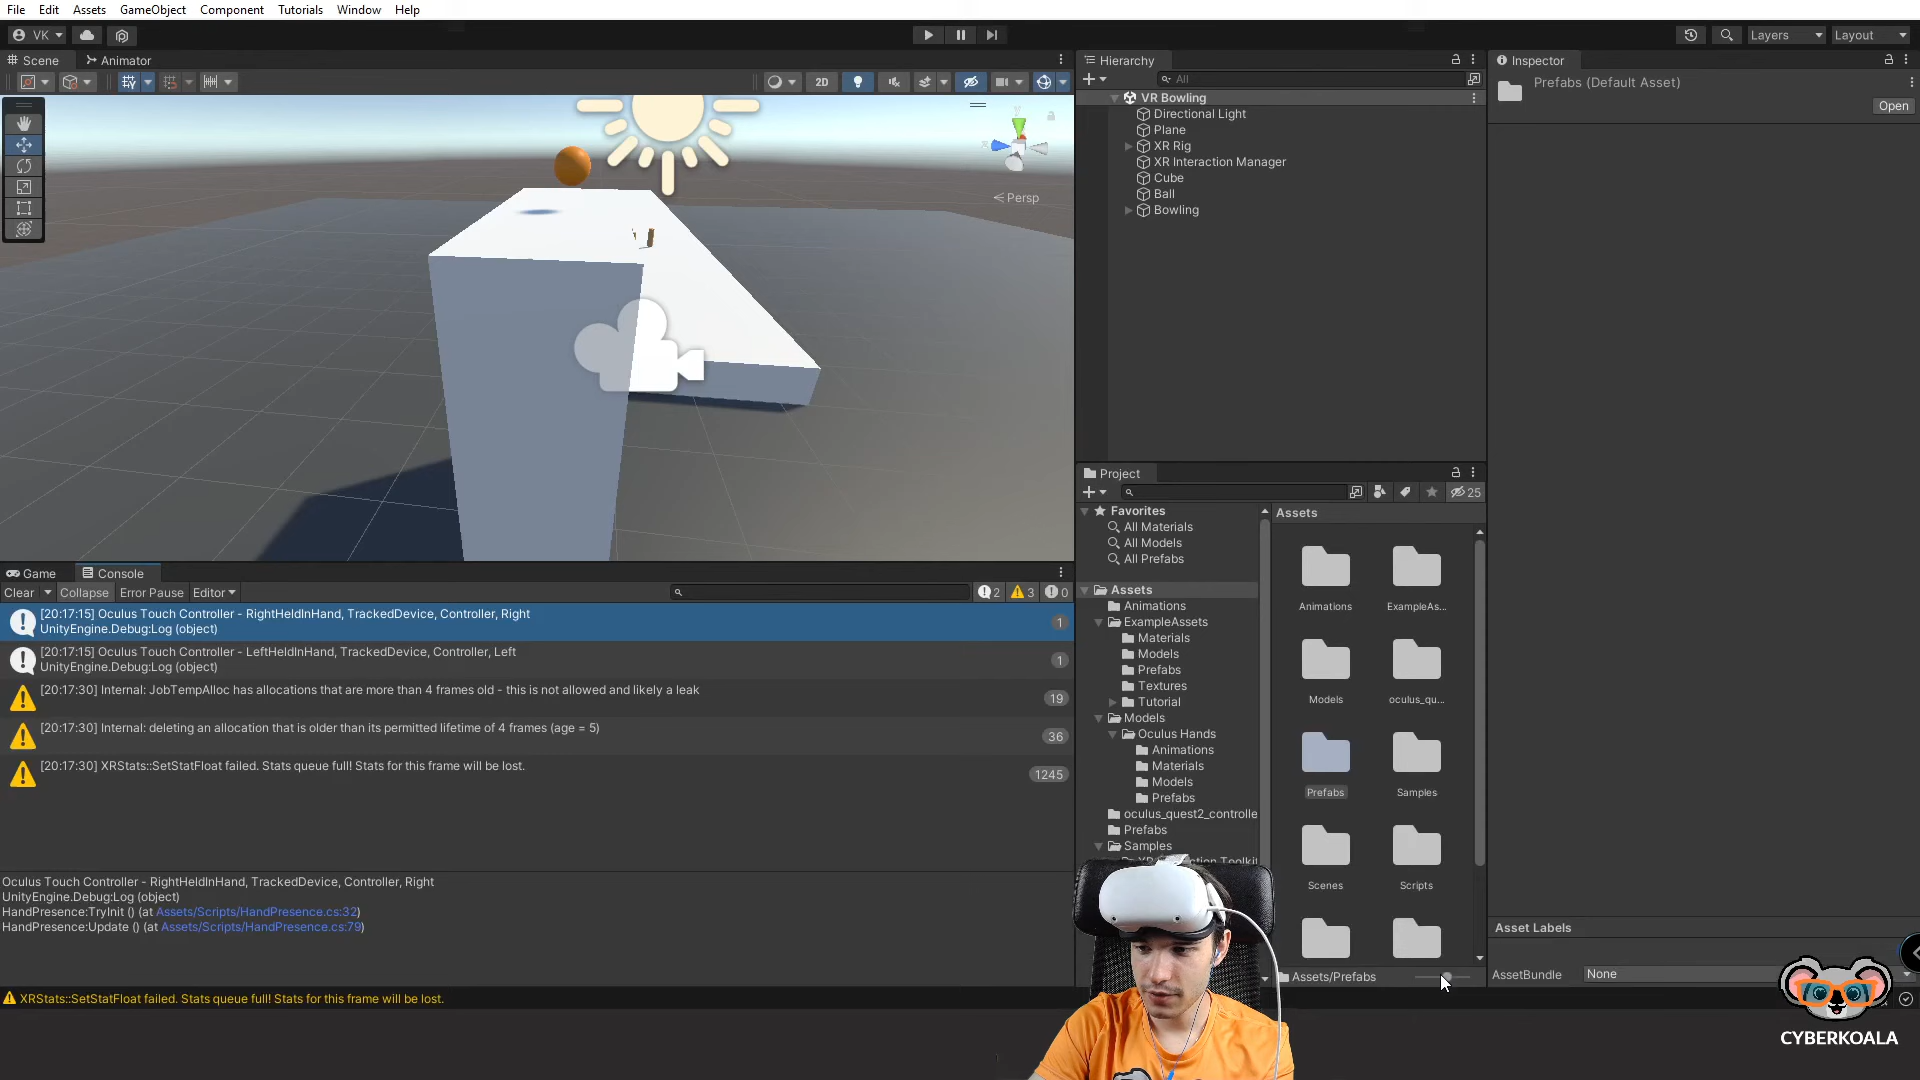 File Edit Assets GameObject Component Tutorials Window Help
VK
Layers
Layout
Scene
Animator
2D
Persp
Hierarchy
All
VR Bowling
Directional Light
Plane
XR Rig
XR Interaction Manager
Cube
Ball
Bowling
Inspector
Prefabs (Default Asset)
Open
Project
25
Favorites
All Materials
All Models
All Prefabs
Assets
Animations
ExampleAssets
Materials
Models
Prefabs
Textures
Tutorial
Models
Oculus Hands
Animations
Materials
Models
Prefabs
oculus_quest2_controlle
Prefabs
Samples
Assets
Animations
ExampleAs...
Models
oculus_qu...
Prefabs
Samples
Scenes
Scripts
Assets/Prefabs
Game
Console
Clear Collapse Error Pause Editor
2 3 0
[20:17:15] Oculus Touch Controller - RightHeldInHand, TrackedDevice, Controller, Right
UnityEngine.Debug:Log (object)
1
[20:17:15] Oculus Touch Controller - LeftHeldInHand, TrackedDevice, Controller, Left
UnityEngine.Debug:Log (object)
1
[20:17:30] Internal: JobTempAlloc has allocations that are more than 4 frames old - this is not allowed and likely a leak
19
[20:17:30] Internal: deleting an allocation that is older than its permitted lifetime of 4 frames (age = 5)
36
[20:17:30] XRStats::SetStatFloat failed. Stats queue full! Stats for this frame will be lost.
1245
Oculus Touch Controller - RightHeldInHand, TrackedDevice, Controller, Right
UnityEngine.Debug:Log (object)
HandPresence:TryInit () (at Assets/Scripts/HandPresence.cs:32)
HandPresence:Update () (at Assets/Scripts/HandPresence.cs:79)
XRStats::SetStatFloat failed. Stats queue full! Stats for this frame will be lost.
Asset Labels
AssetBundle
None
CYBERKOALA